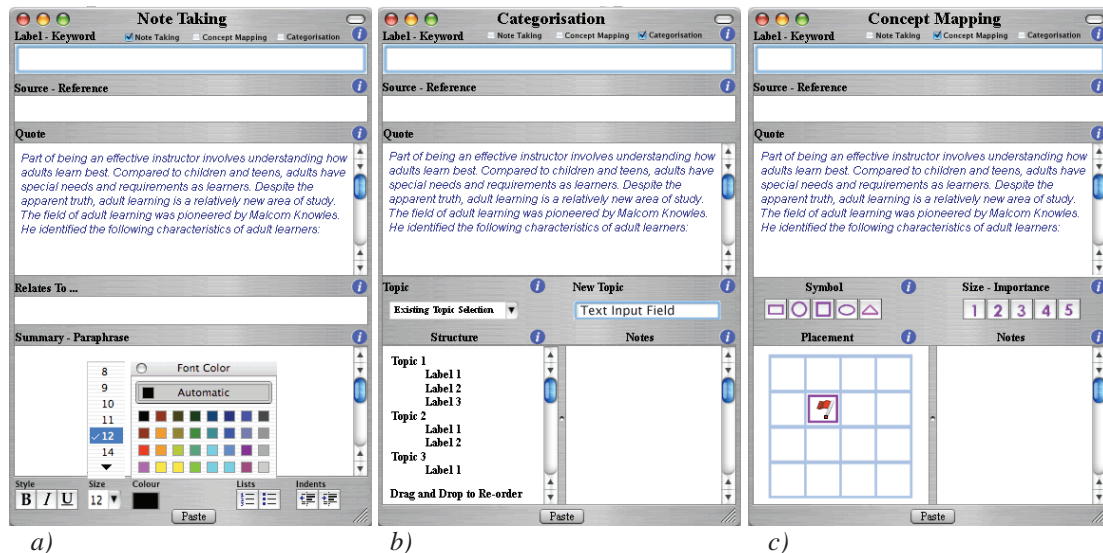 Note Taking
Label - Keyword Note Taking Concept Mapping Categorisation
Source - Reference
Quote
Part of being an effective instructor involves understanding how
adults learn best. Compared to children and teens, adults have
special needs and requirements as learners. Despite the
apparent truth, adult learning is a relatively new area of study.
The field of adult learning was pioneered by Malcom Knowles.
He identified the following characteristics of adult learners:
Relates To ...
Summary - Paraphrase
8
9
10
11
12
14
Font Color
Automatic
Style Size Colour Lists Indents
B I U 12
Paste
a)
Categorisation
Label - Keyword Note Taking Concept Mapping Categorisation
Source - Reference
Quote
Part of being an effective instructor involves understanding how
adults learn best. Compared to children and teens, adults have
special needs and requirements as learners. Despite the
apparent truth, adult learning is a relatively new area of study.
The field of adult learning was pioneered by Malcom Knowles.
He identified the following characteristics of adult learners:
Topic New Topic
Existing Topic Selection Text Input Field
Structure Notes
Topic 1
Label 1
Label 2
Label 3
Topic 2
Label 1
Label 2
Topic 3
Label 1
Drag and Drop to Re-order
Paste
b)
Concept Mapping
Label - Keyword Note Taking Concept Mapping Categorisation
Source - Reference
Quote
Part of being an effective instructor involves understanding how
adults learn best. Compared to children and teens, adults have
special needs and requirements as learners. Despite the
apparent truth, adult learning is a relatively new area of study.
The field of adult learning was pioneered by Malcom Knowles.
He identified the following characteristics of adult learners:
Symbol Size - Importance
1 2 3 4 5
Placement Notes
Paste
c)